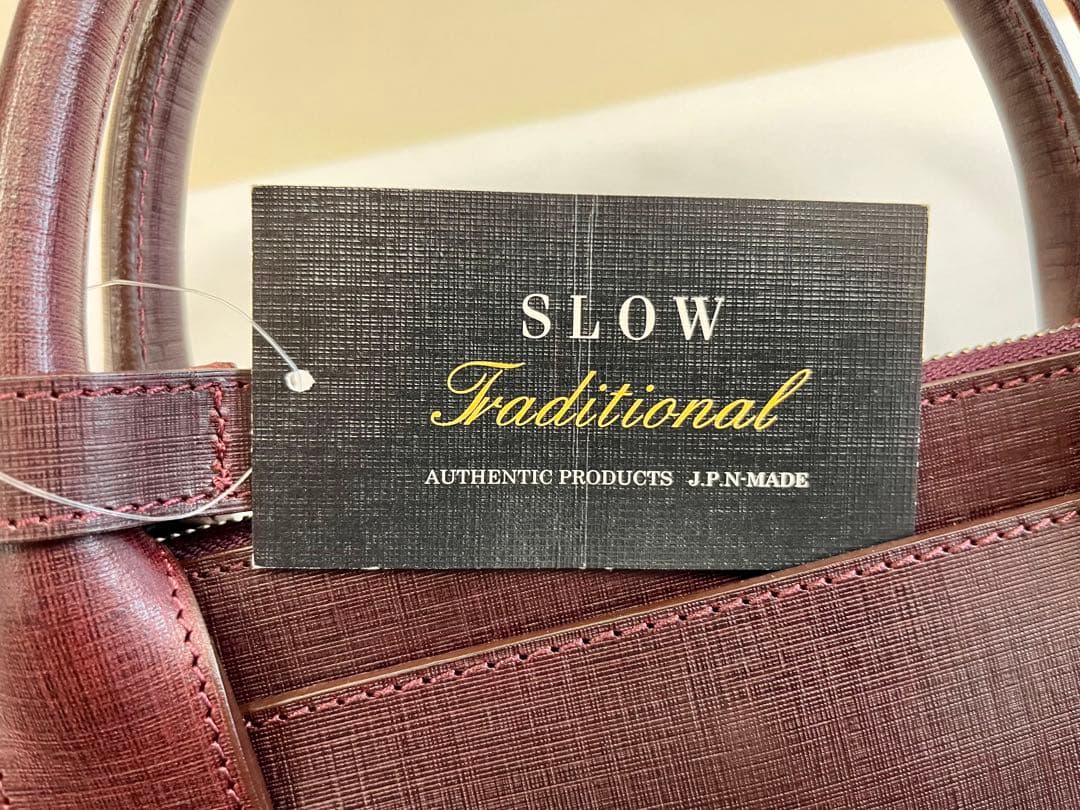 SLOW
Traditional
AUTHENTIC PRODUCTS J.P.N-MADE